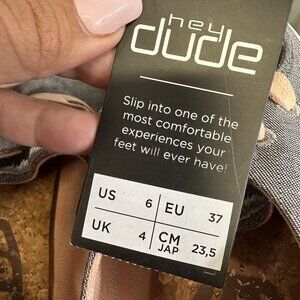 hey
dude
Slip into one of the
most comfortable
experiences your
feet will ever have!
US 6 EU 37
UK 4 CM JAP 23,5